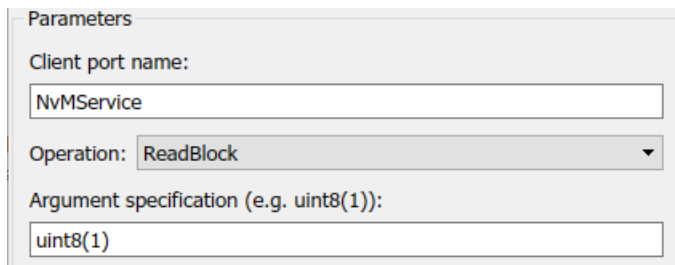 Parameters
Client port name:
NvMService
Operation: ReadBlock
Argument specification (e.g. uint8(1)):
uint8(1)